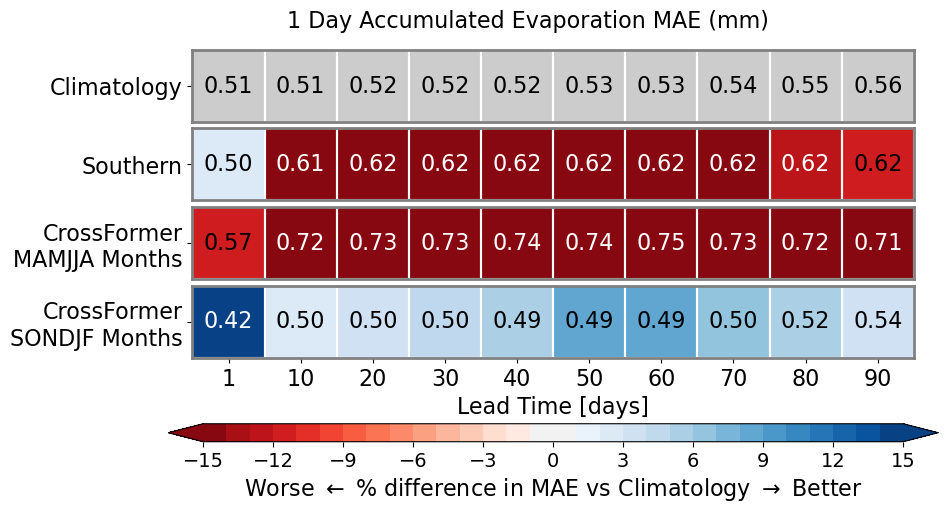 1 Day Accumulated Evaporation MAE (mm)
Climatology 0.51 0.51 0.52 0.52 0.52 0.53 0.53 0.54 0.55 0.56
Southern 0.50 0.61 0.62 0.62 0.62 0.62 0.62 0.62 0.62 0.62
CrossFormer
MAMJJA Months 0.57 0.72 0.73 0.73 0.74 0.74 0.75 0.73 0.72 0.71
CrossFormer
SONDJF Months 0.42 0.50 0.50 0.50 0.49 0.49 0.49 0.50 0.52 0.54
1 10 20 30 40 50 60 70 80 90
Lead Time [days]
−15 −12 −9 −6 −3 0 3 6 9 12 15
Worse ← % difference in MAE vs Climatology → Better